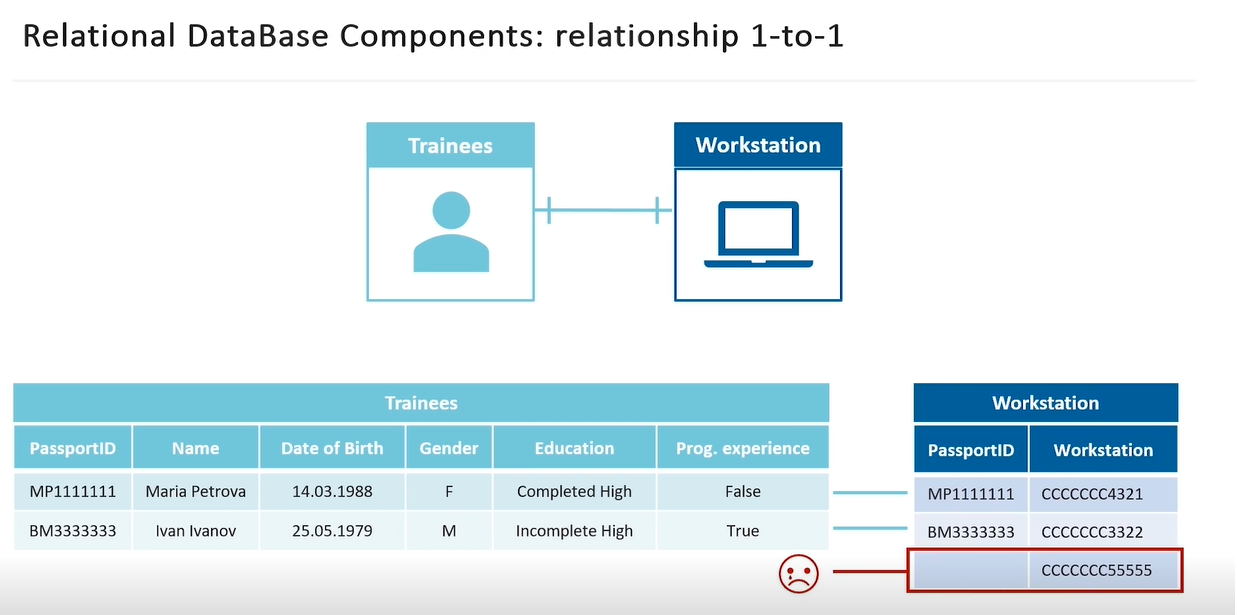 Relational DataBase Components: relationship 1-to-1
Trainees
Workstation
Trainees
PassportID Name Date of Birth Gender Education Prog. experience
MP1111111 Maria Petrova 14.03.1988 F Completed High False
BM3333333 Ivan Ivanov 25.05.1979 M Incomplete High True
Workstation
PassportID Workstation
MP1111111 CCCCCCC4321
BM3333333 CCCCCCC3322
CCCCCCC55555